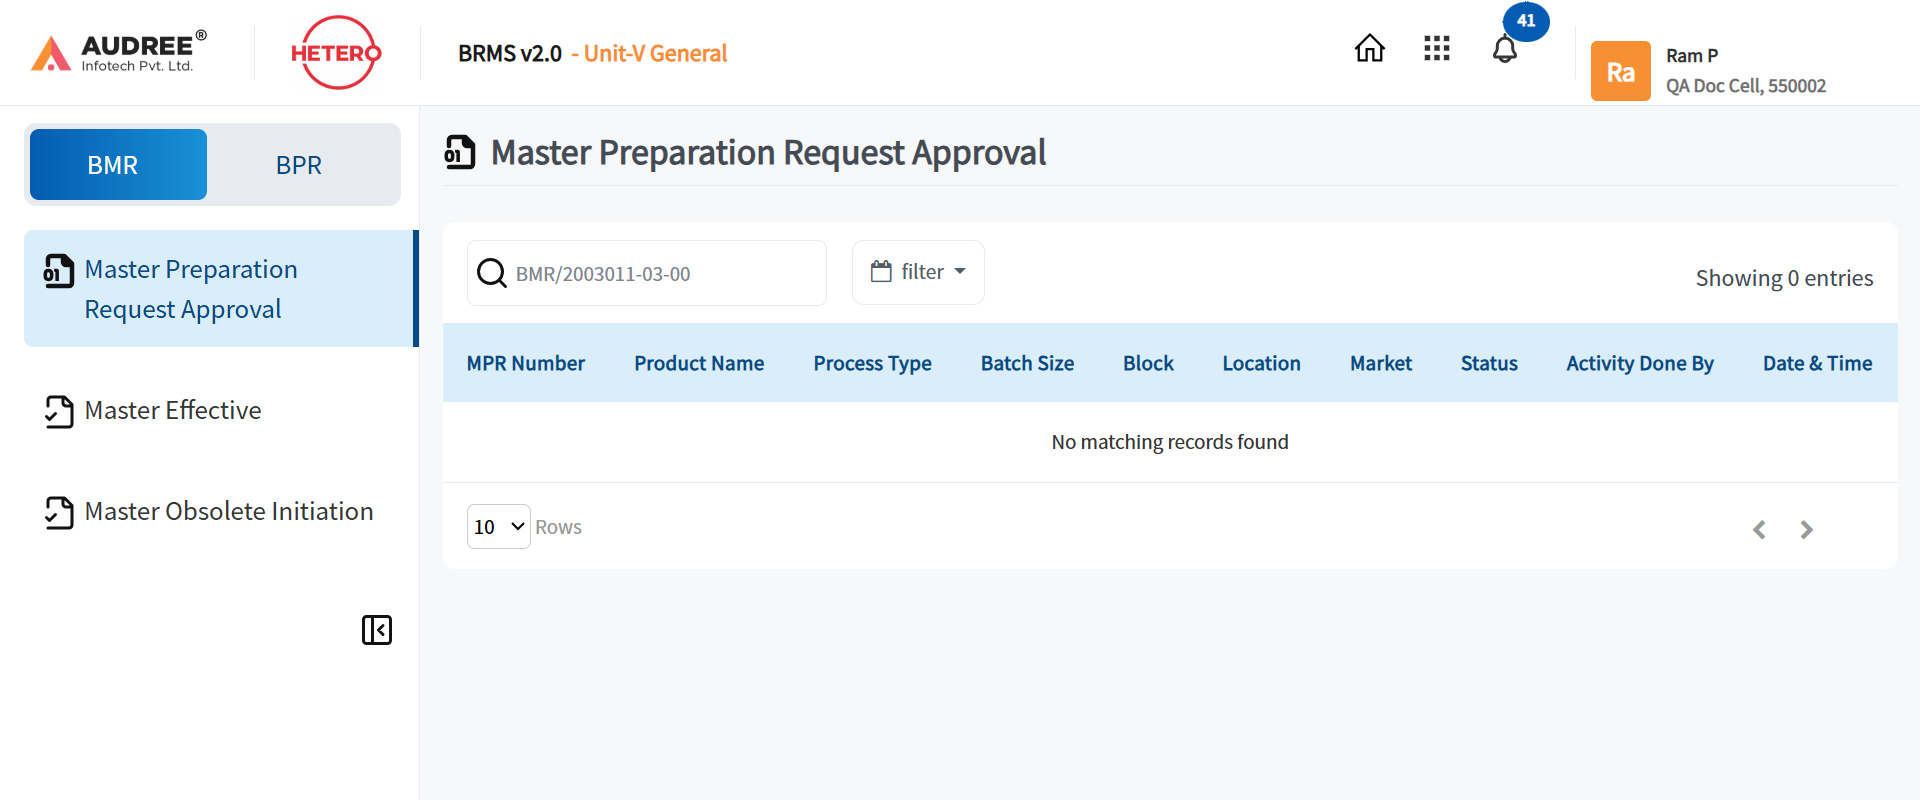 AUDREE®
Infotech Pvt. Ltd.
HETERO
BRMS v2.0 - Unit-V General
41
Ra
Ram P
QA Doc Cell, 550002
BMR
BPR
Master Preparation
Request Approval
Master Effective
Master Obsolete Initiation
01
Master Preparation Request Approval
BMR/2003011-03-00
filter
Showing 0 entries
MPR Number Product Name Process Type Batch Size Block Location Market Status Activity Done By Date & Time
No matching records found
10 Rows